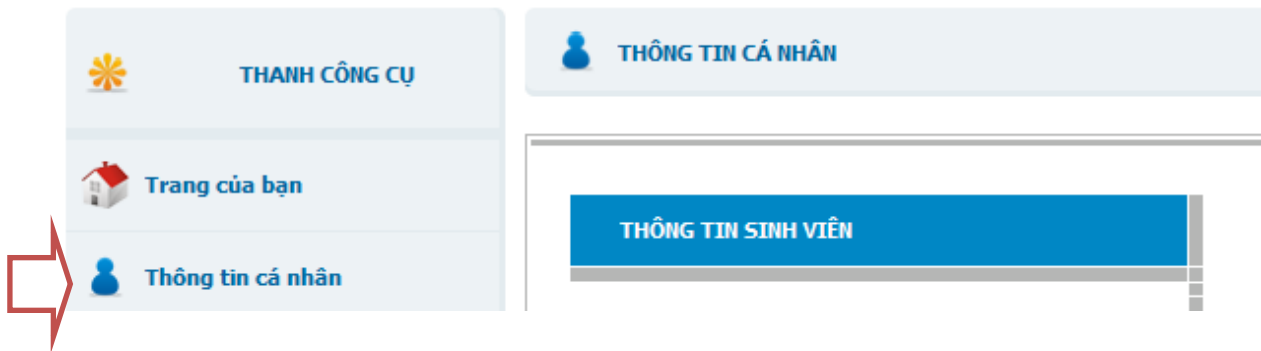 THANH CÔNG CỤ
Trang của bạn
Thông tin cá nhân
THÔNG TIN CÁ NHÂN
THÔNG TIN SINH VIÊN